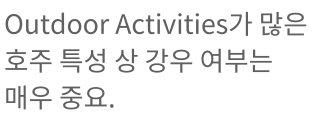 Outdoor Activities가 많은
호주 특성 상 강우 여부는
매우 중요.